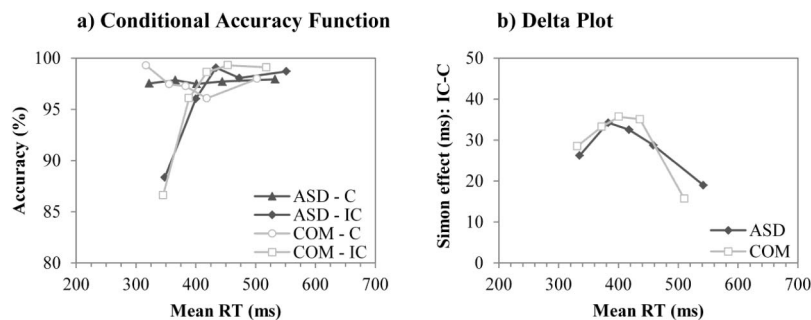 a) Conditional Accuracy Function
100
95
90
85
80
Accuracy (%)
ASD - C
ASD - IC
COM - C
COM - IC
200 300 400 500 600 700
Mean RT (ms)
b) Delta Plot
50
40
30
20
10
0
Simon effect (ms): IC-C
ASD
COM
200 300 400 500 600 700
Mean RT (ms)